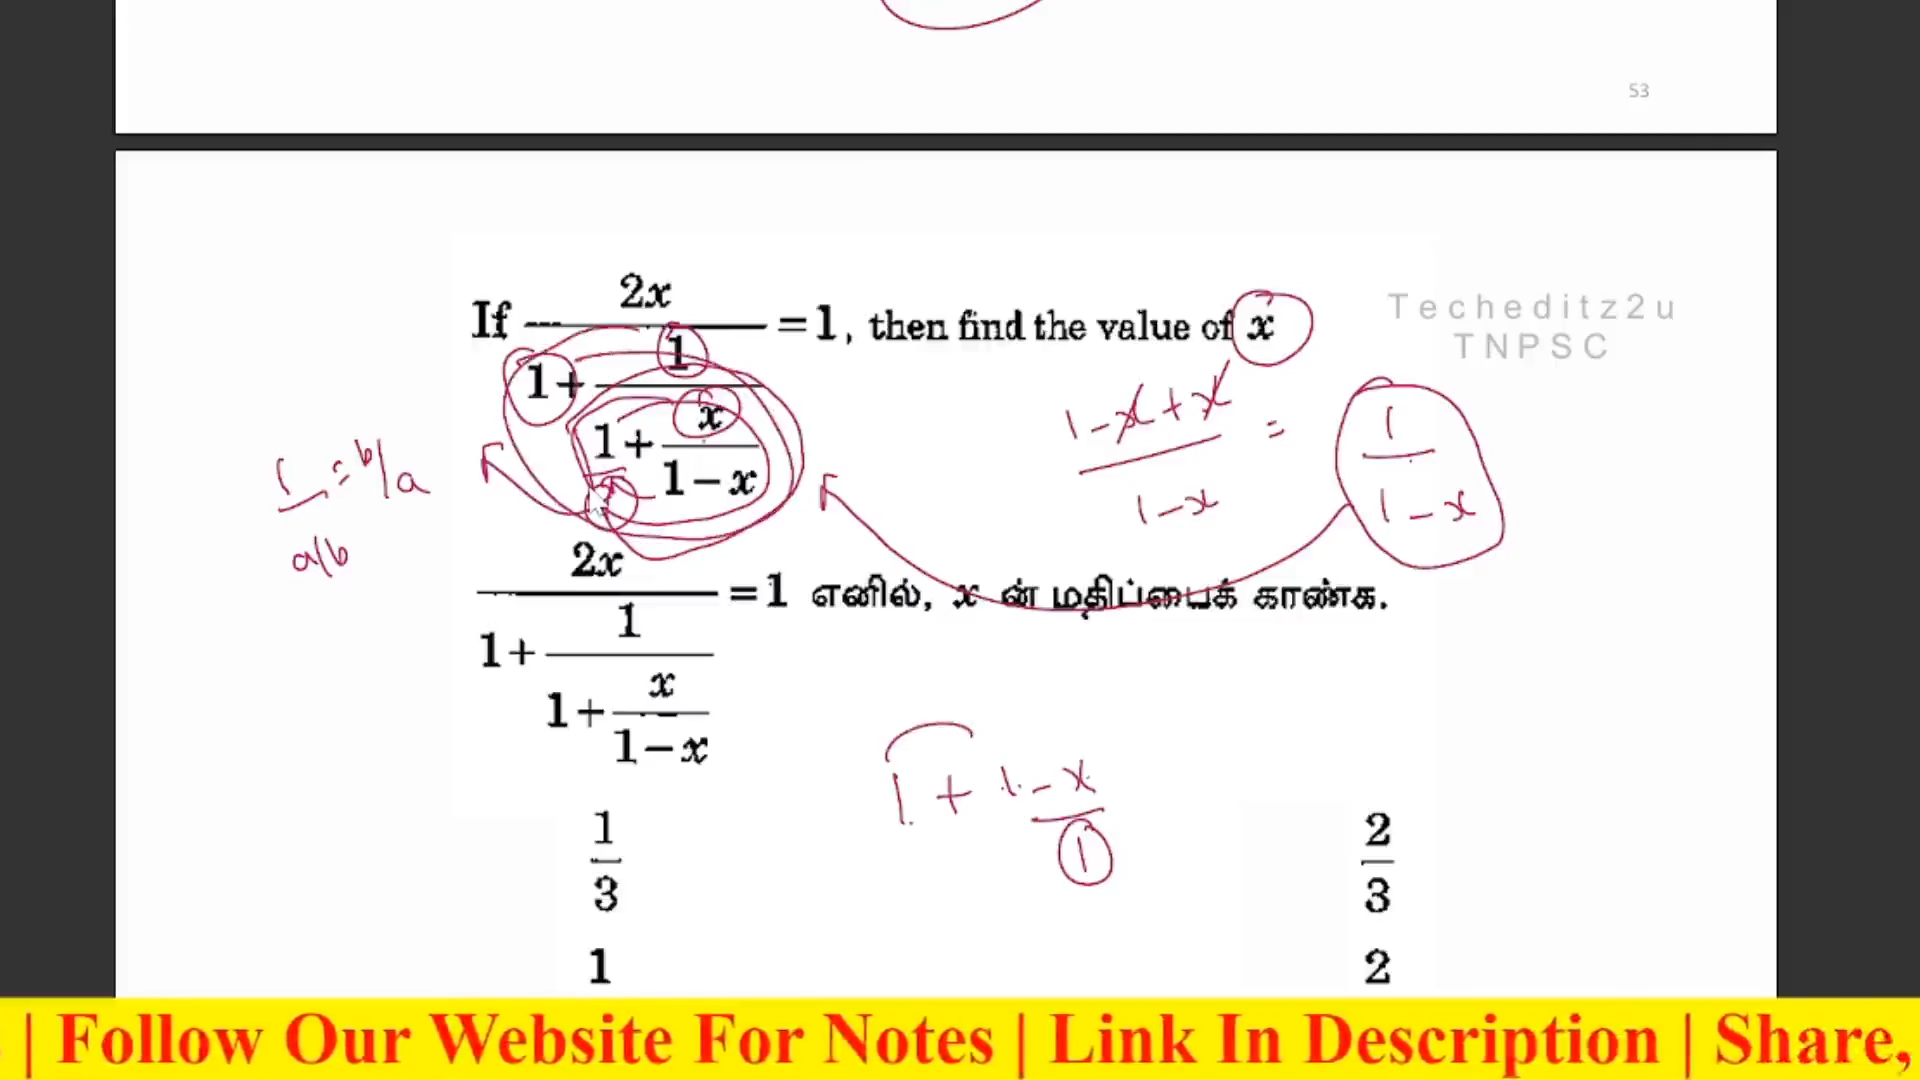 53
If 2x / (1 + 1 / (1 + x / (1 − x))) = 1, then find the value of x
Techeditz2u
TNPSC
1-x+x / 1-x = 1 / 1-x
1 / a/b = b/a
2x / (1 + 1 / (1 + x / (1 − x))) = 1 எனில், x ன் மதிப்பைக் காண்க.
1 + 1-x / 1
1/3
2/3
1
2
| Follow Our Website For Notes | Link In Description | Share,